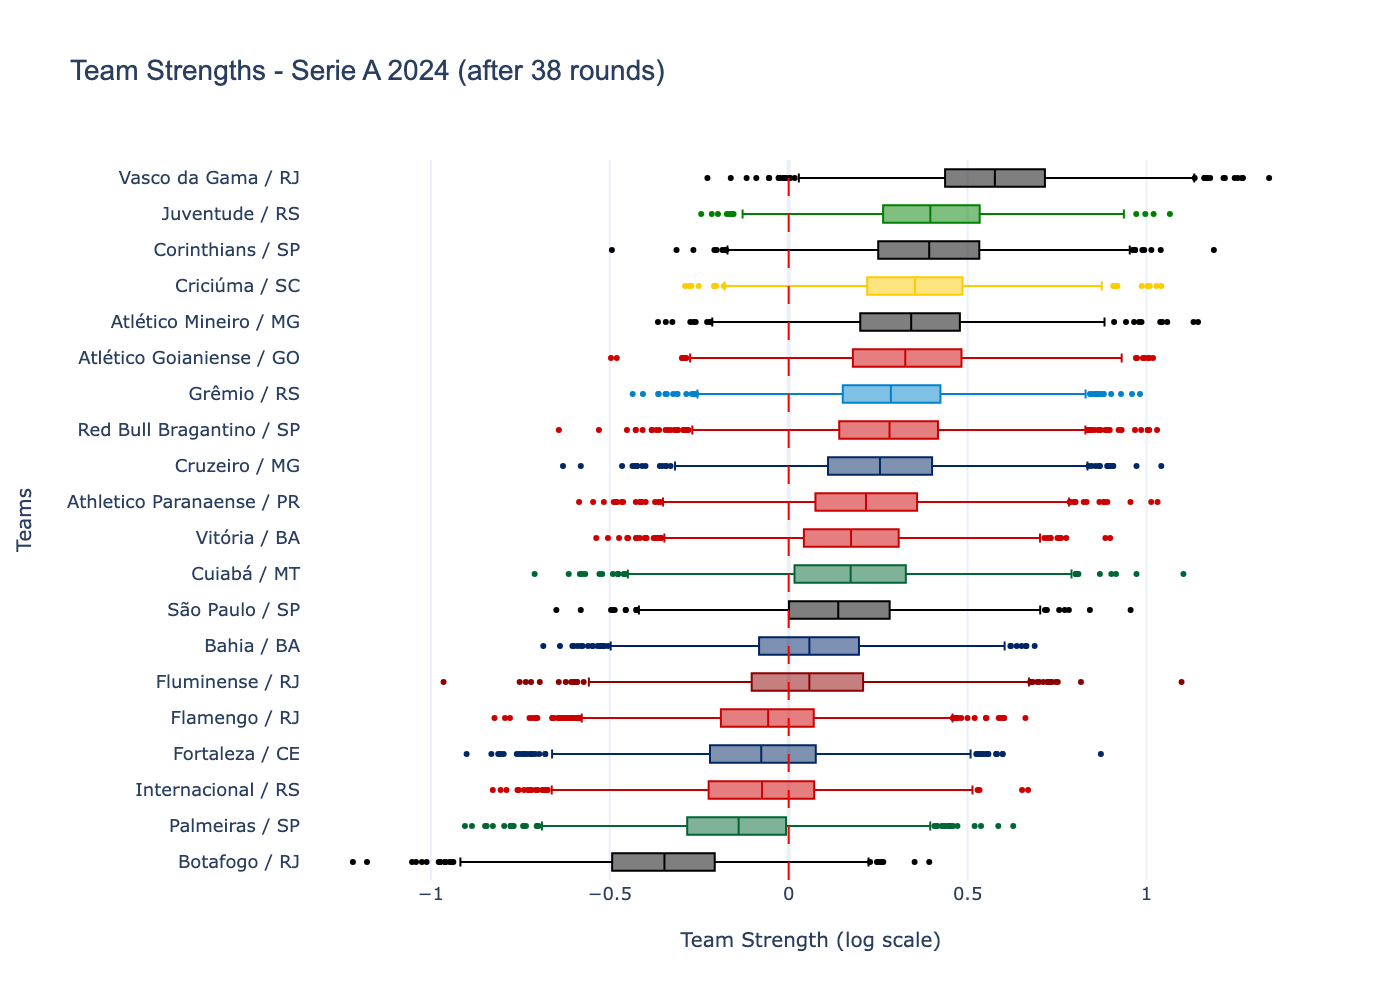 Team Strengths - Serie A 2024 (after 38 rounds)
Vasco da Gama / RJ
Juventude / RS
Corinthians / SP
Criciúma / SC
Atlético Mineiro / MG
Atlético Goianiense / GO
Grêmio / RS
Red Bull Bragantino / SP
Cruzeiro / MG
Athletico Paranaense / PR
Vitória / BA
Cuiabá / MT
São Paulo / SP
Bahia / BA
Fluminense / RJ
Flamengo / RJ
Fortaleza / CE
Internacional / RS
Palmeiras / SP
Botafogo / RJ
Teams
−1 −0.5 0 0.5 1
Team Strength (log scale)